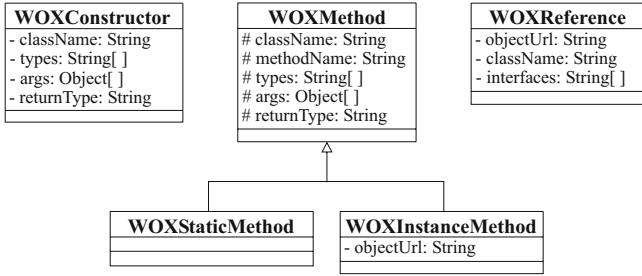 WOXConstructor
- className: String
- types: String[ ]
- args: Object[ ]
- returnType: String
WOXMethod
# className: String
# methodName: String
# types: String[ ]
# args: Object[ ]
# returnType: String
WOXReference
- objectUrl: String
- className: String
- interfaces: String[ ]
WOXStaticMethod
WOXInstanceMethod
- objectUrl: String